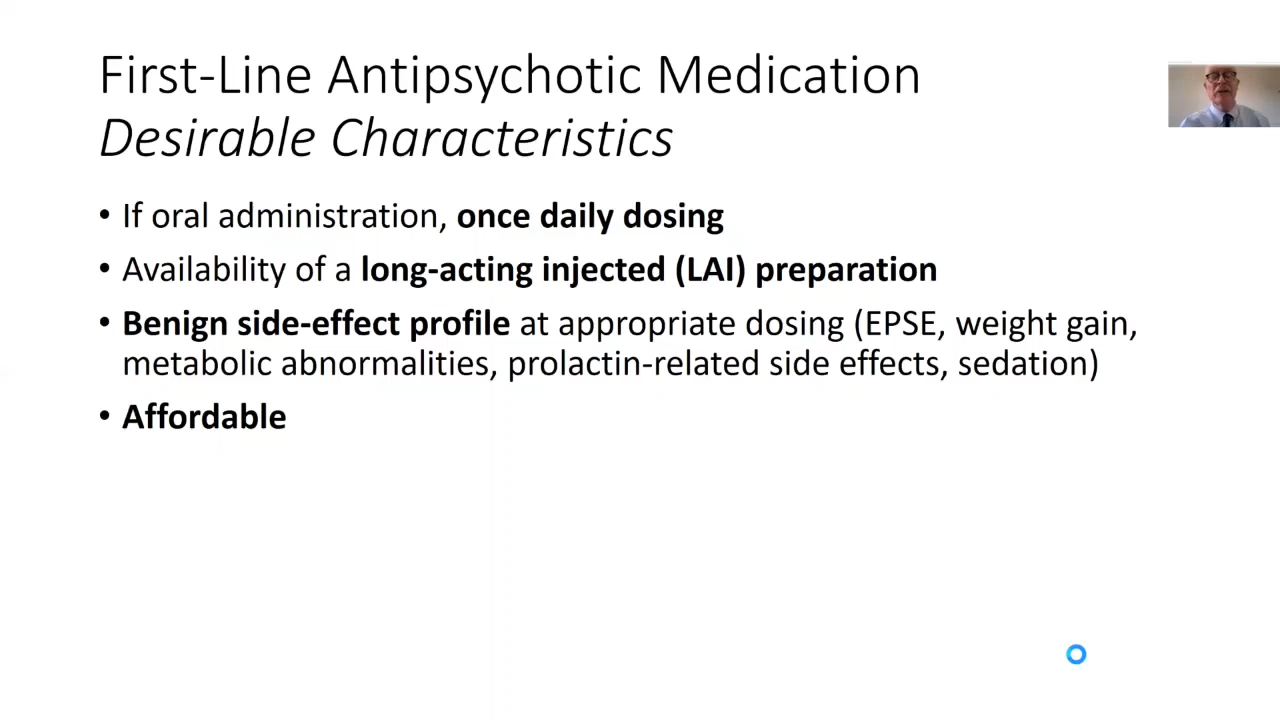 First-Line Antipsychotic Medication
Desirable Characteristics
• If oral administration, once daily dosing
• Availability of a long-acting injected (LAI) preparation
• Benign side-effect profile at appropriate dosing (EPSE, weight gain,
metabolic abnormalities, prolactin-related side effects, sedation)
• Affordable